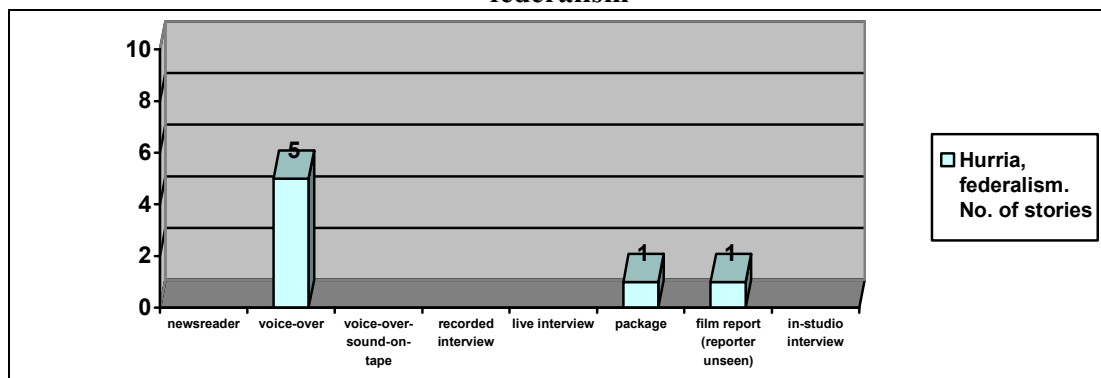 federalism
10
8
6
4
2
0
5
1
1
newsreader
voice-over
voice-over-
sound-on-
tape
recorded
interview
live interview
package
film report
(reporter
unseen)
in-studio
interview
Hurria,
federalism.
No. of stories